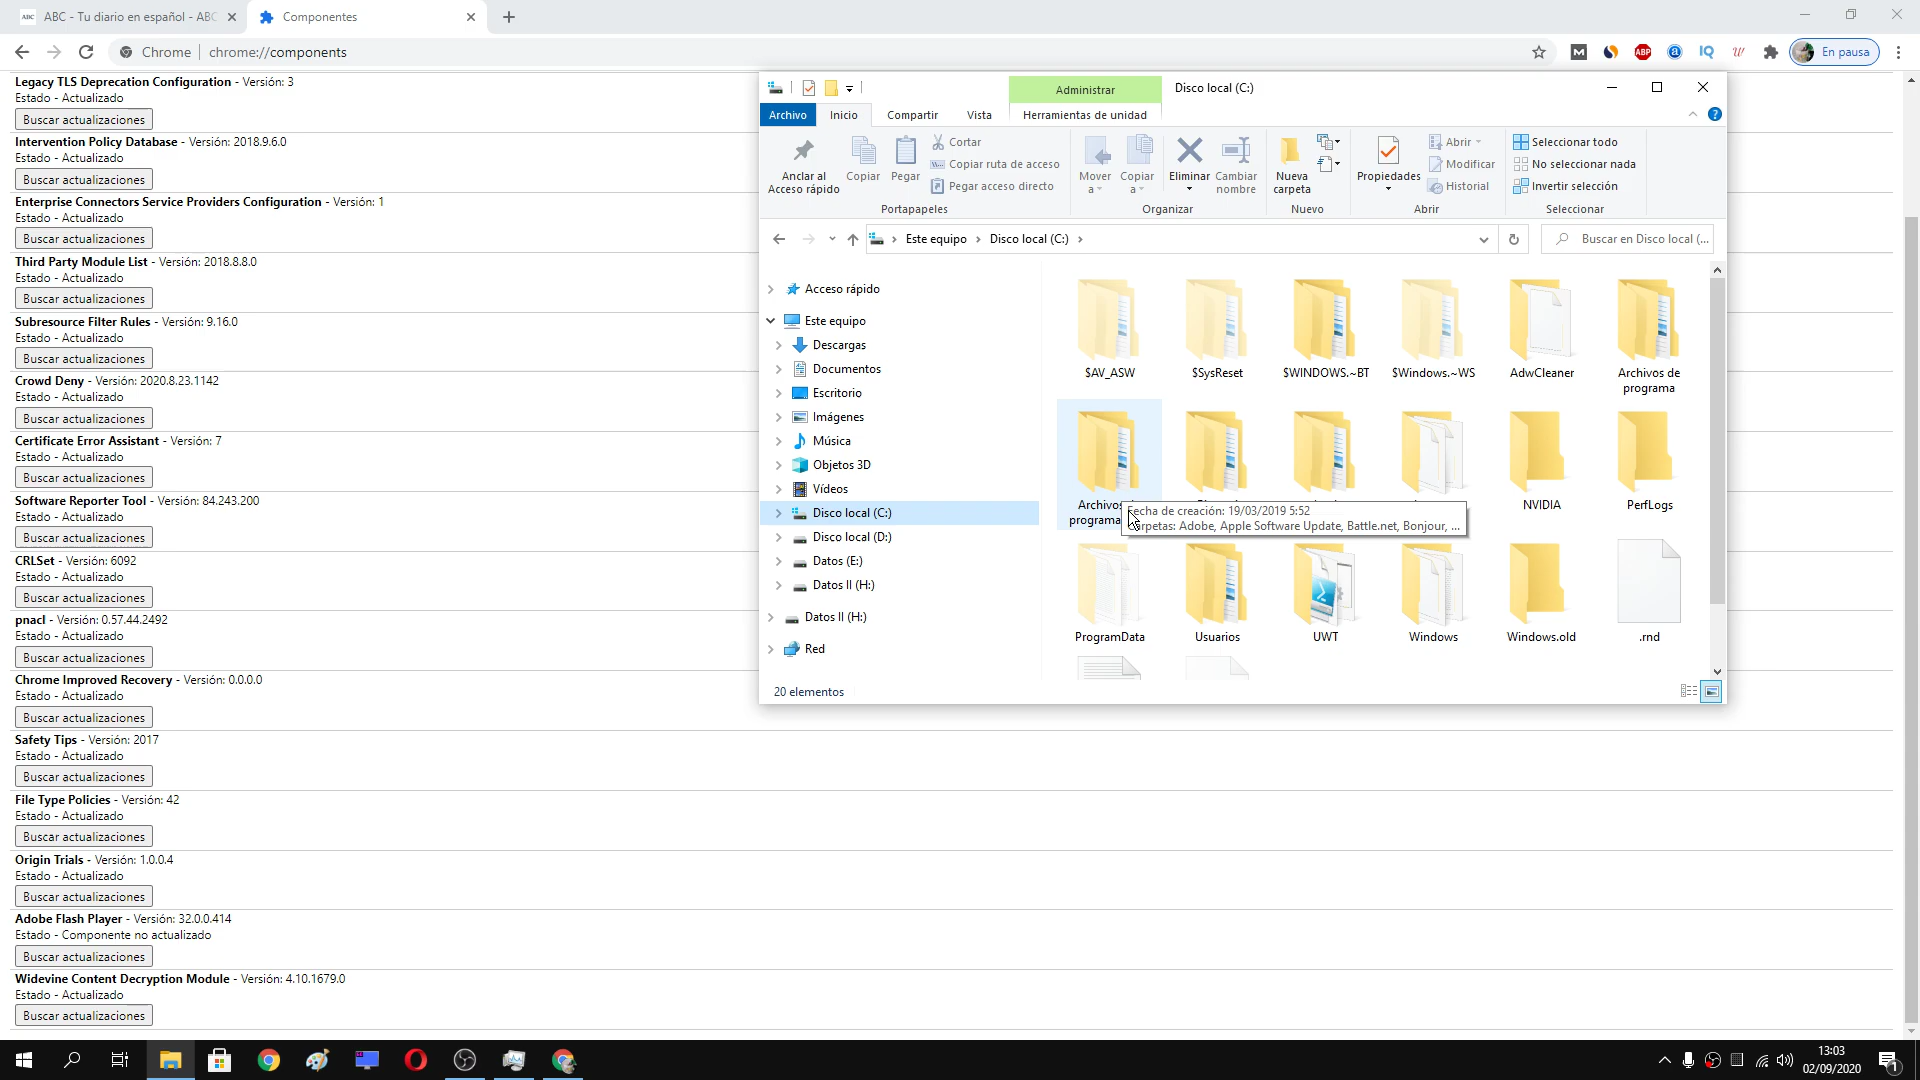 ABC - Tu diario en español - ABC
Componentes
Chrome
chrome://components
En pausa
Legacy TLS Deprecation Configuration - Versión: 3
Estado - Actualizado
Buscar actualizaciones
Intervention Policy Database - Versión: 2018.9.6.0
Estado - Actualizado
Buscar actualizaciones
Enterprise Connectors Service Providers Configuration - Versión: 1
Estado - Actualizado
Buscar actualizaciones
Third Party Module List - Versión: 2018.8.8.0
Estado - Actualizado
Buscar actualizaciones
Subresource Filter Rules - Versión: 9.16.0
Estado - Actualizado
Buscar actualizaciones
Crowd Deny - Versión: 2020.8.23.1142
Estado - Actualizado
Buscar actualizaciones
Certificate Error Assistant - Versión: 7
Estado - Actualizado
Buscar actualizaciones
Software Reporter Tool - Versión: 84.243.200
Estado - Actualizado
Buscar actualizaciones
CRLSet - Versión: 6092
Estado - Actualizado
Buscar actualizaciones
pnacl - Versión: 0.57.44.2492
Estado - Actualizado
Buscar actualizaciones
Chrome Improved Recovery - Versión: 0.0.0.0
Estado - Actualizado
Buscar actualizaciones
Safety Tips - Versión: 2017
Estado - Actualizado
Buscar actualizaciones
File Type Policies - Versión: 42
Estado - Actualizado
Buscar actualizaciones
Origin Trials - Versión: 1.0.0.4
Estado - Actualizado
Buscar actualizaciones
Adobe Flash Player - Versión: 32.0.0.414
Estado - Componente no actualizado
Buscar actualizaciones
Widevine Content Decryption Module - Versión: 4.10.1679.0
Estado - Actualizado
Buscar actualizaciones
Administrar
Disco local (C:)
Archivo
Inicio
Compartir
Vista
Herramientas de unidad
Anclar al
Acceso rápido
Copiar
Pegar
Cortar
Copiar ruta de acceso
Pegar acceso directo
Portapapeles
Mover
a
Copiar
a
Eliminar
Cambiar
nombre
Organizar
Nueva
carpeta
Nuevo
Propiedades
Abrir
Modificar
Historial
Abrir
Seleccionar todo
No seleccionar nada
Invertir selección
Seleccionar
Este equipo
Disco local (C:)
Buscar en Disco local (...
Acceso rápido
Este equipo
Descargas
Documentos
Escritorio
Imágenes
Música
Objetos 3D
Vídeos
Disco local (C:)
Disco local (D:)
Datos (E:)
Datos II (H:)
Datos II (H:)
Red
$AV_ASW
$SysReset
$WINDOWS.~BT
$Windows.~WS
AdwCleaner
Archivos de
programa
Archivos
programa
NVIDIA
PerfLogs
Fecha de creación: 19/03/2019 5:52
Adobe, Apple Software Update, Battle.net, Bonjour, ...
ProgramData
Usuarios
UWT
Windows
Windows.old
.rnd
20 elementos
13:03
02/09/2020
1